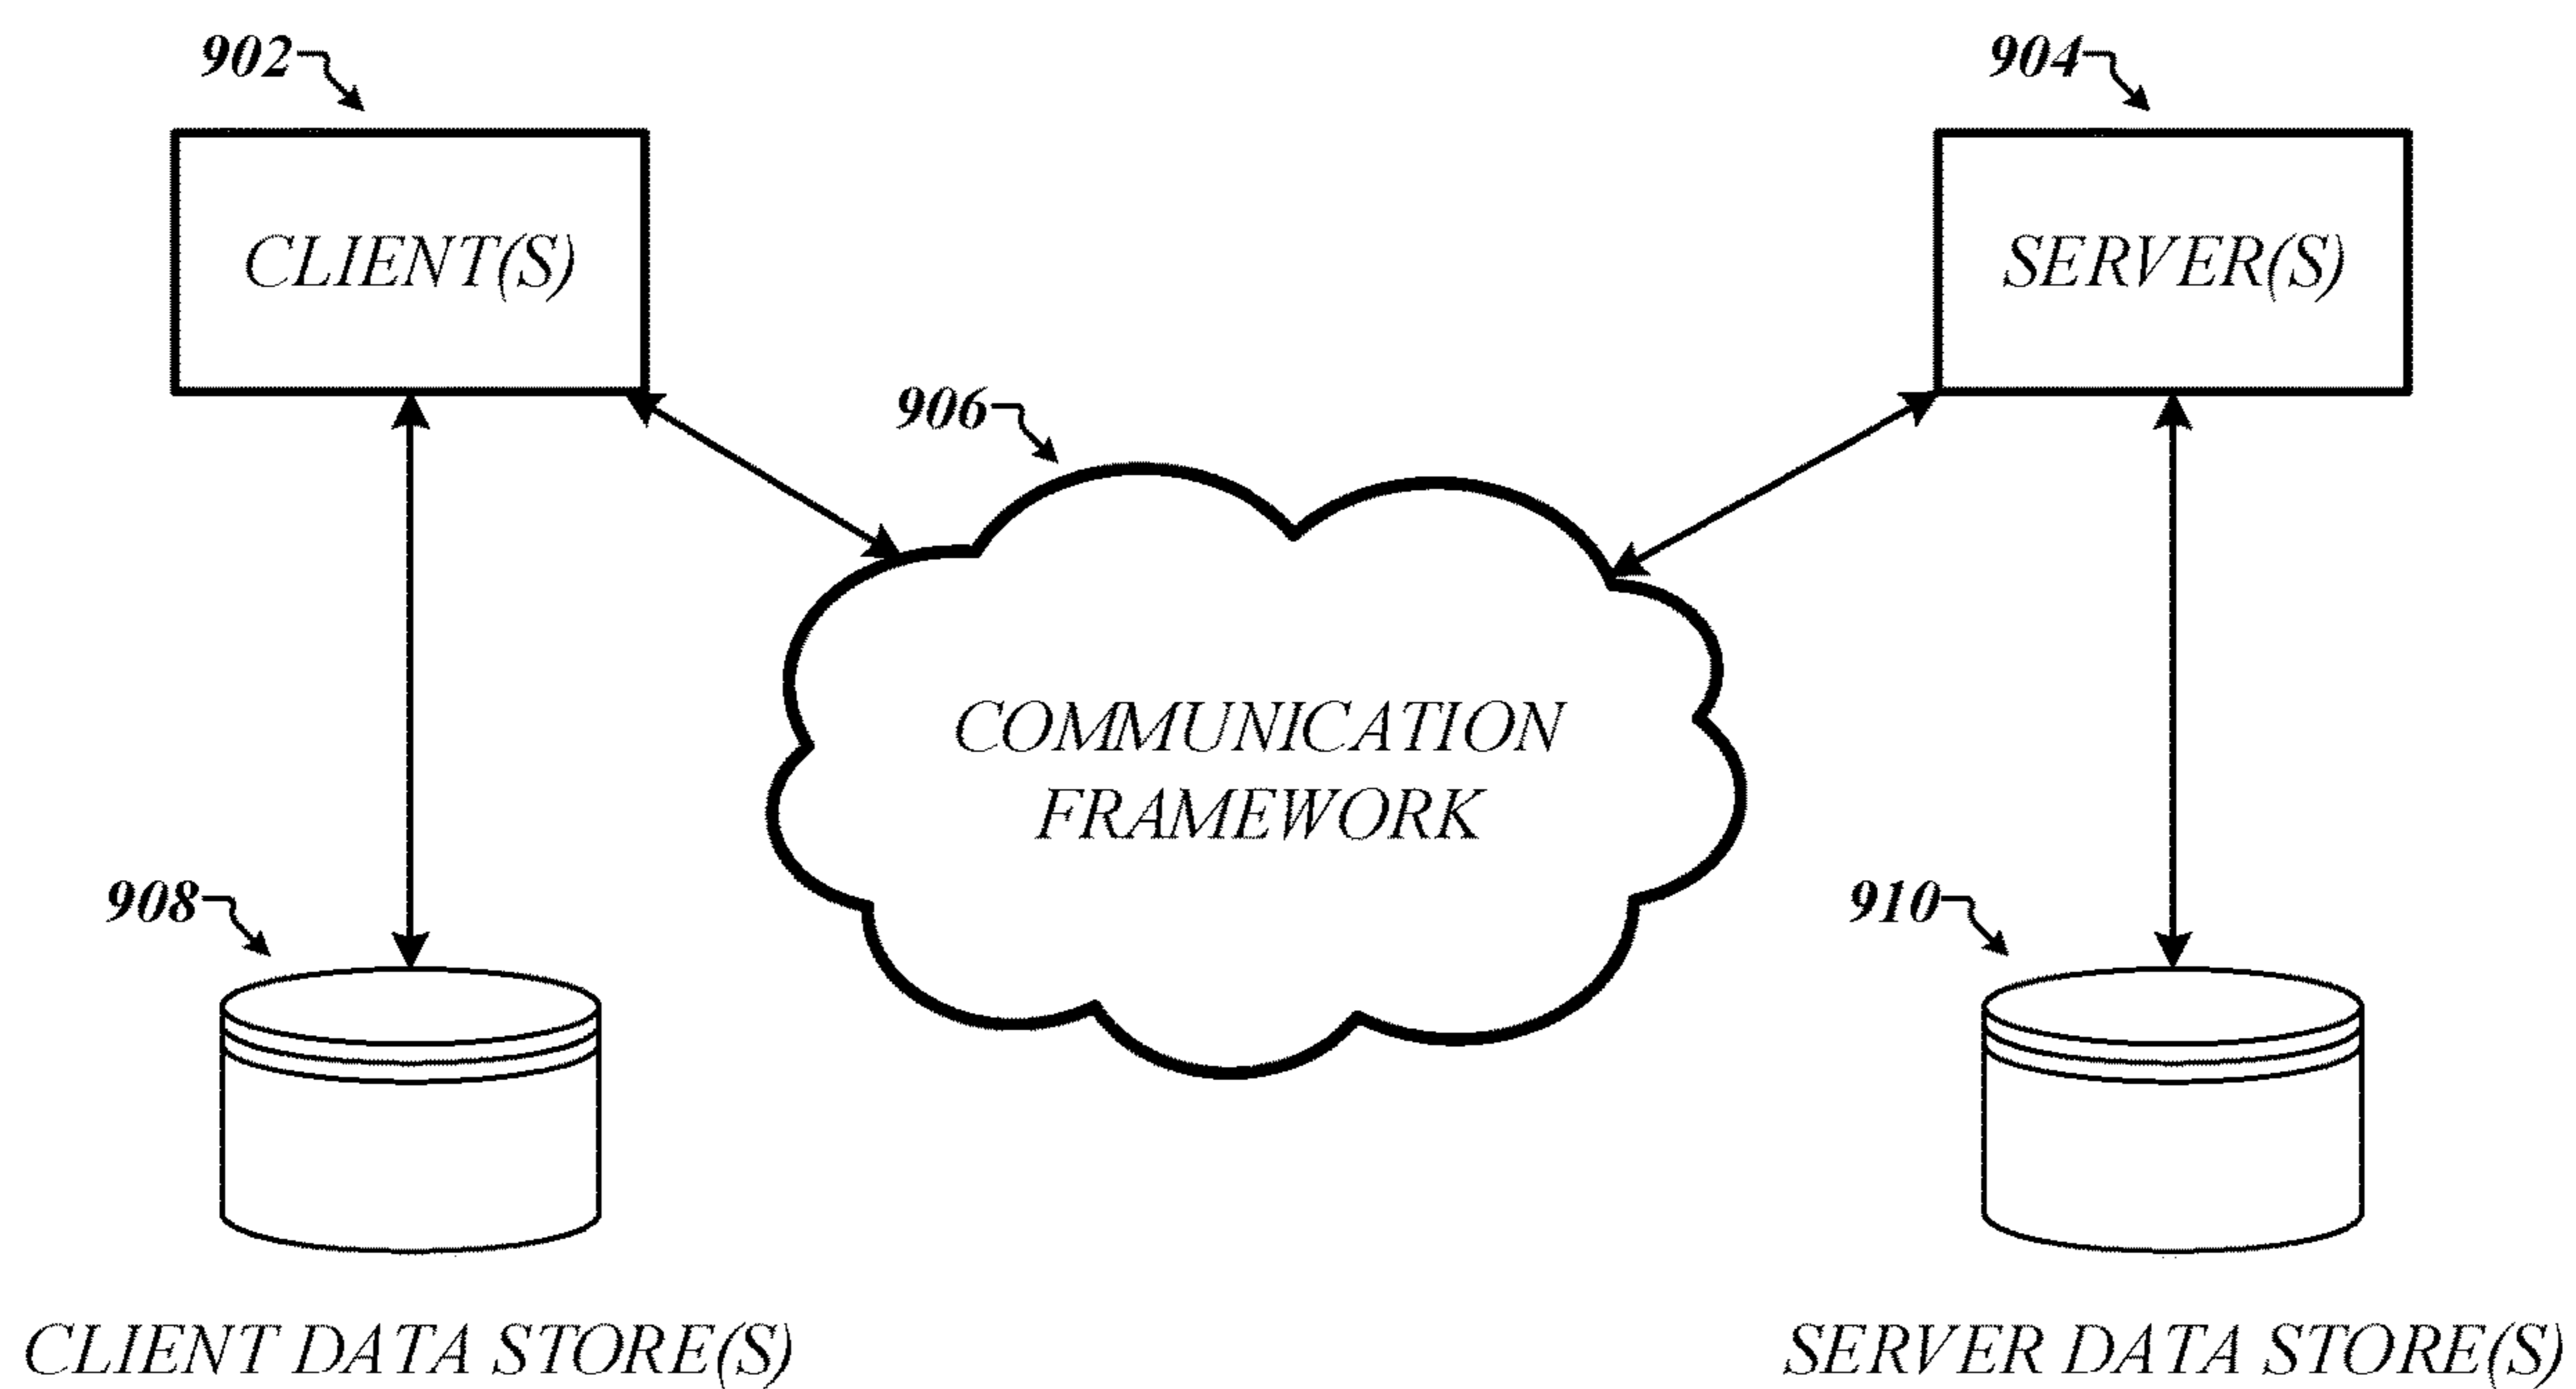 902
904
CLIENT(S)
SERVER(S)
906
COMMUNICATION
FRAMEWORK
908
910
CLIENT DATA STORE(S)
SERVER DATA STORE(S)